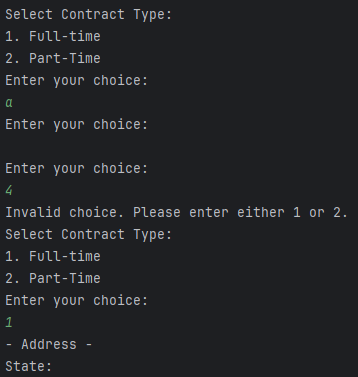 Select Contract Type:
1. Full-time
2. Part-Time
Enter your choice:
a
Enter your choice:

Enter your choice:
4
Invalid choice. Please enter either 1 or 2.
Select Contract Type:
1. Full-time
2. Part-Time
Enter your choice:
1
- Address -
State: